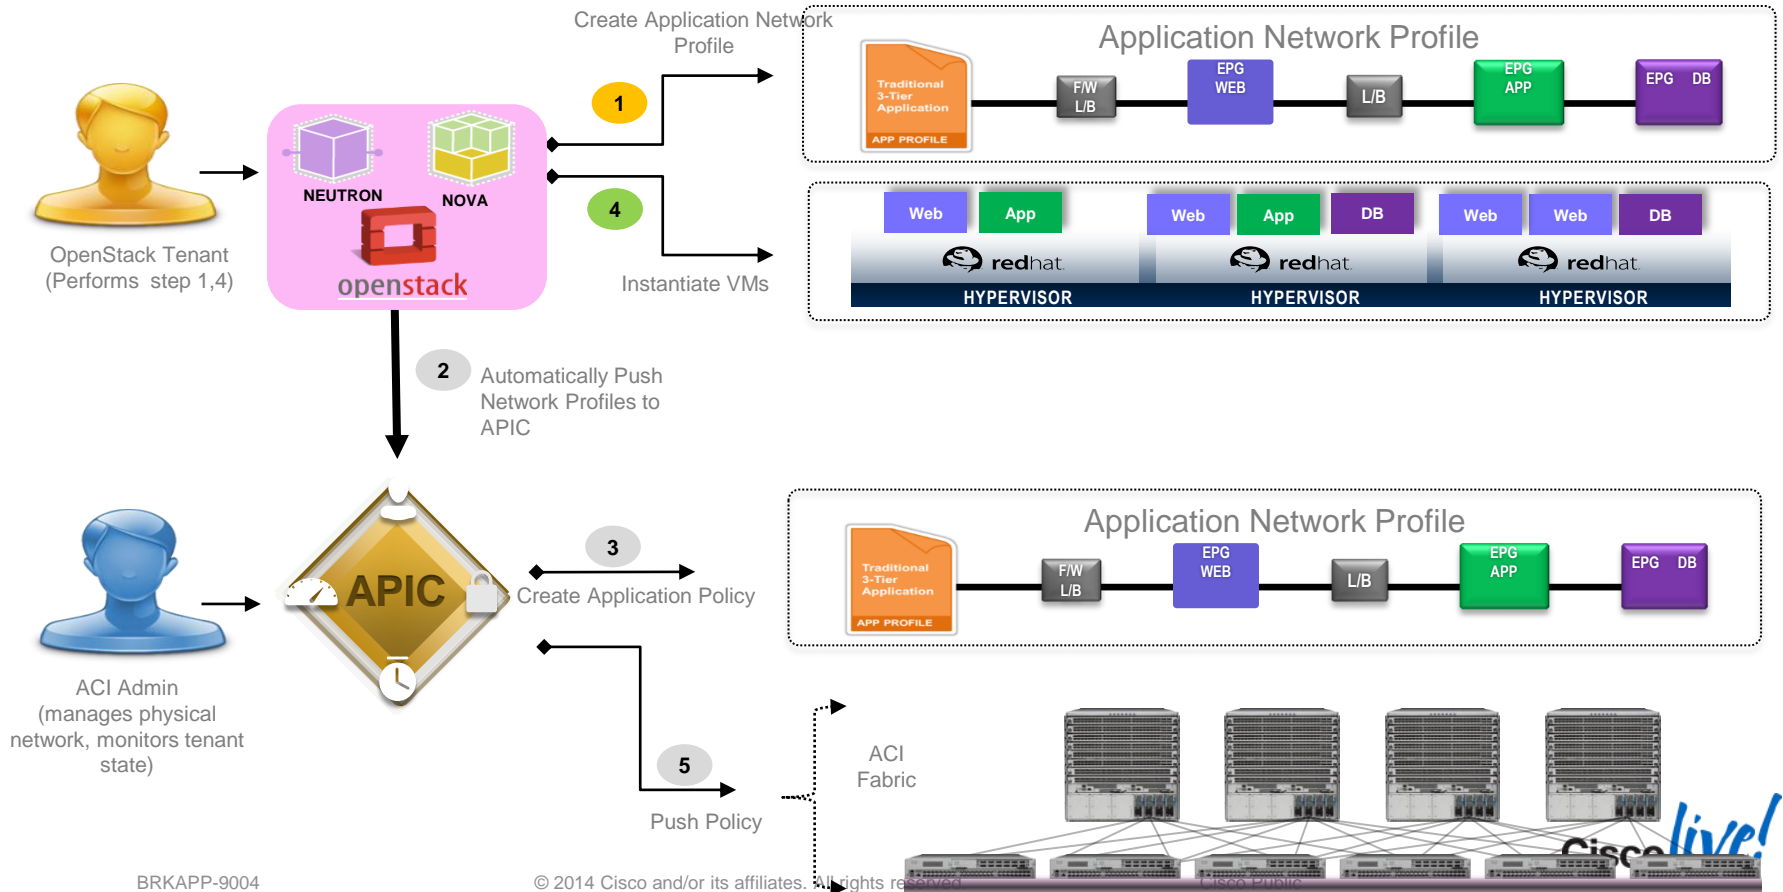 Create Application Network
Profile
Application Network Profile
Traditional
3-Tier
Application
APP PROFILE
F/W
L/B
EPG
WEB
L/B
EPG
APP
EPG DB
1
NEUTRON
NOVA
openstack
4
Instantiate VMs
OpenStack Tenant
(Performs step 1,4)
Web
App
Web
App
DB
Web
Web
DB
redhat.
redhat.
redhat.
HYPERVISOR
HYPERVISOR
HYPERVISOR
2
Automatically Push
Network Profiles to
APIC
APIC
3
Create Application Policy
Application Network Profile
Traditional
3-Tier
Application
APP PROFILE
F/W
L/B
EPG
WEB
L/B
EPG
APP
EPG DB
ACI Admin
(manages physical
network, monitors tenant
state)
5
Push Policy
ACI
Fabric
Cisco live!
BRKAPP-9004
© 2014 Cisco and/or its affiliates. All rights reserved.
Cisco Public